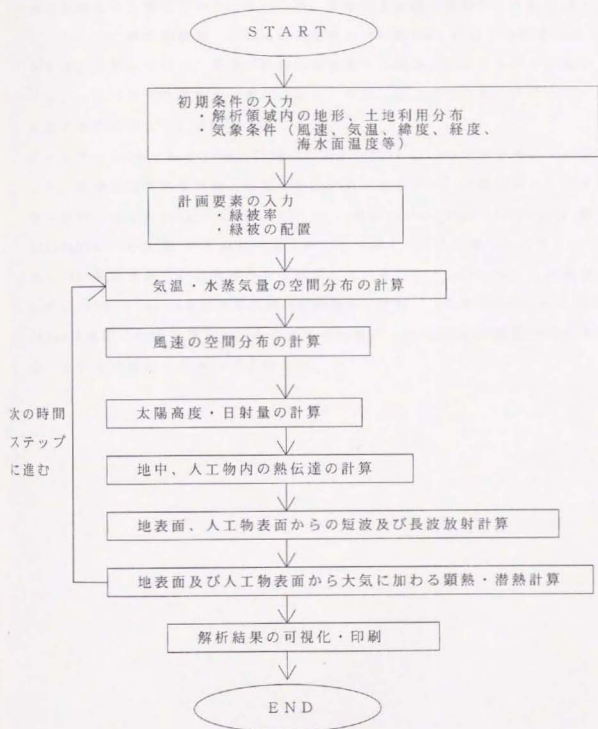 START
初期条件の入力
・解析領域内の地形、土地利用分布
・気象条件（風速、気温、緯度、経度、
海水面温度等）
計画要素の入力
・緑被率
・緑被の配置
気温・水蒸気量の空間分布の計算
風速の空間分布の計算
太陽高度・日射量の計算
次の時間
ステップ
に進む
地中、人工物内の熱伝達の計算
地表面、人工物表面からの短波及び長波放射計算
地表面及び人工物表面から大気に加わる顕熱・潜熱計算
解析結果の可視化・印刷
END